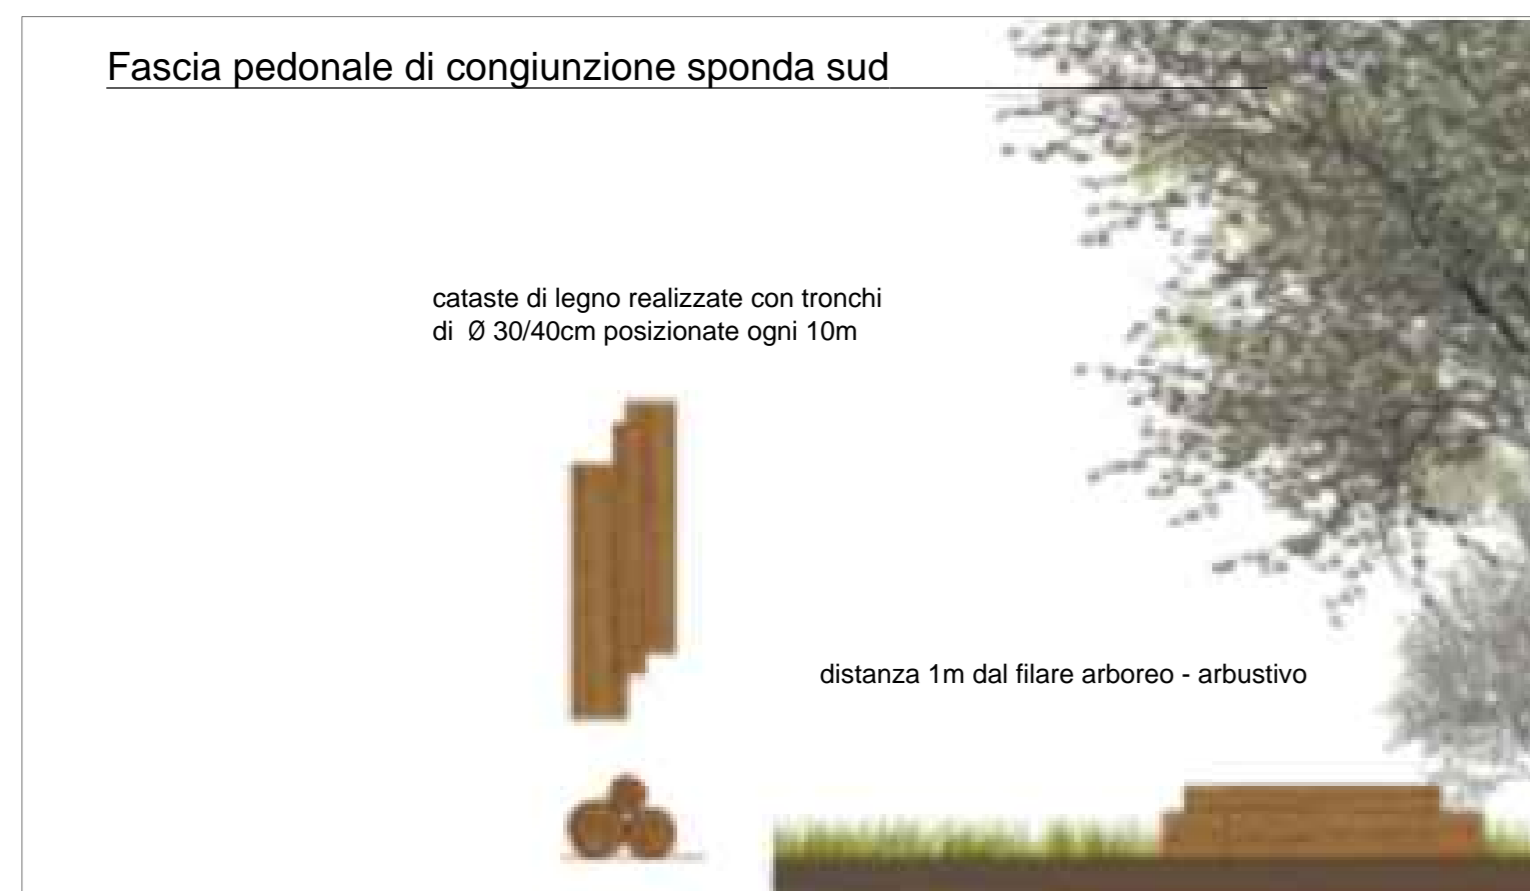 Fascia pedonale di congiunzione sponda sud
cataste di legno realizzate con tronchi
di Ø 30/40cm posizionate ogni 10m
distanza 1m dal filare arboreo - arbustivo